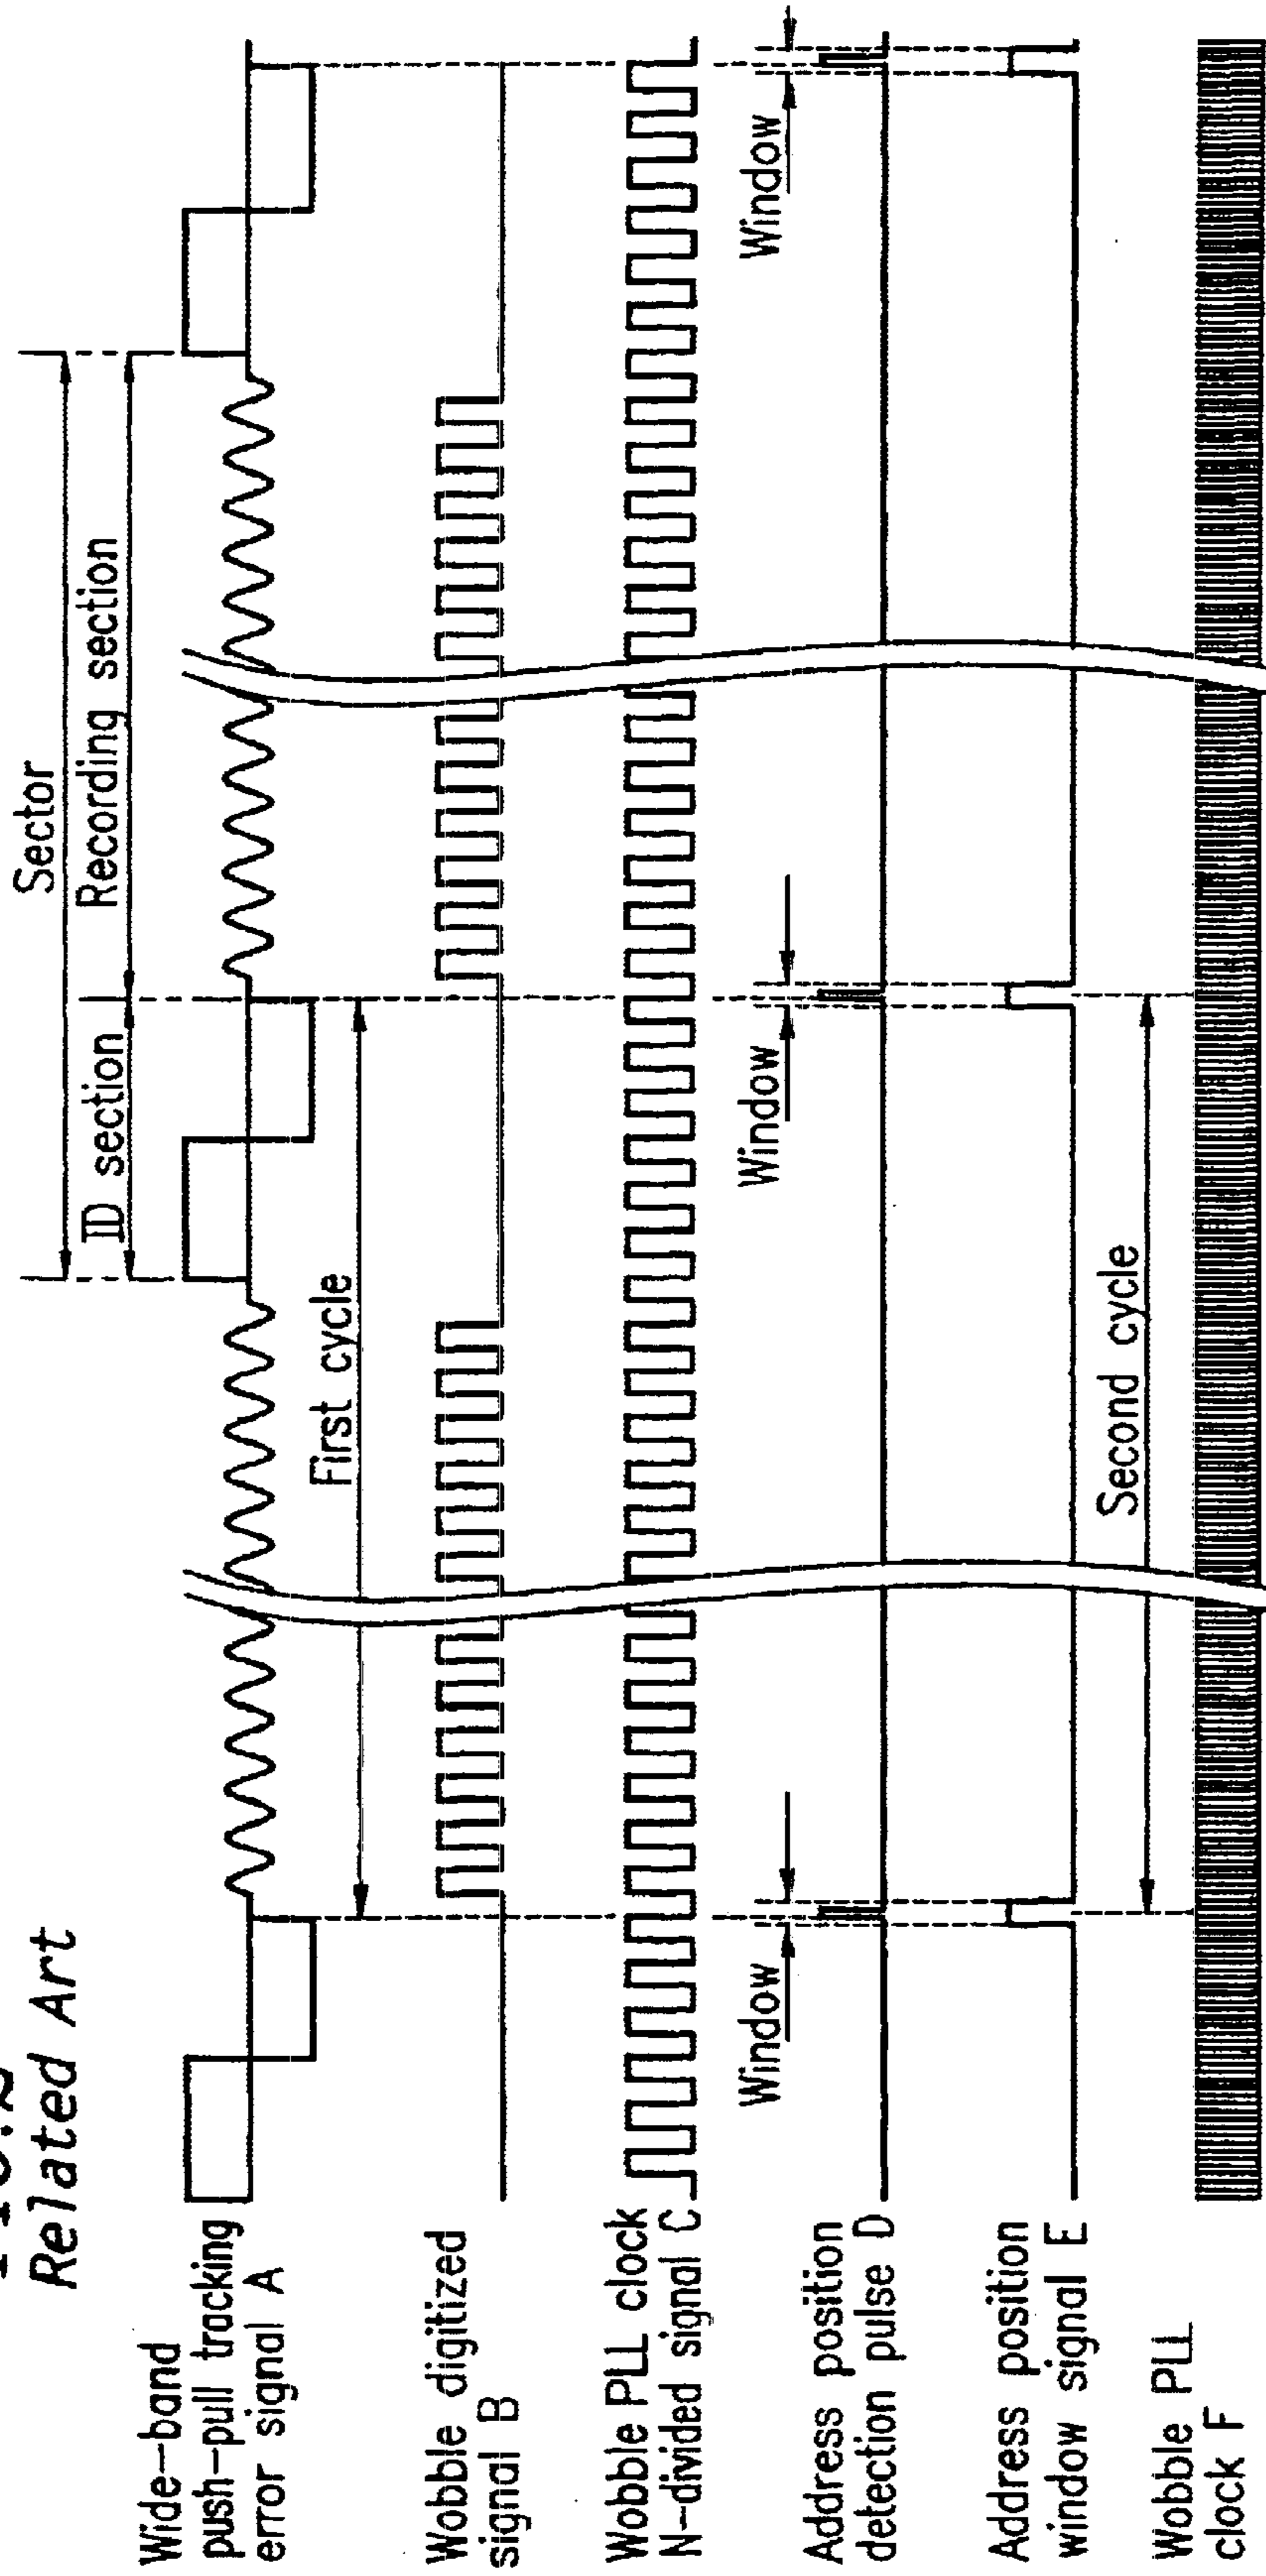 Related Art
Sector
ID section
Recording section
Wide-band
push-pull tracking
error signal A
First cycle
Wobble digitized
signal B
Wobble PLL clock
N-divided signal C
Window
Window
Window
Address position
detection pulse D
Address position
window signal E
Second cycle
Wobble PLL
clock F